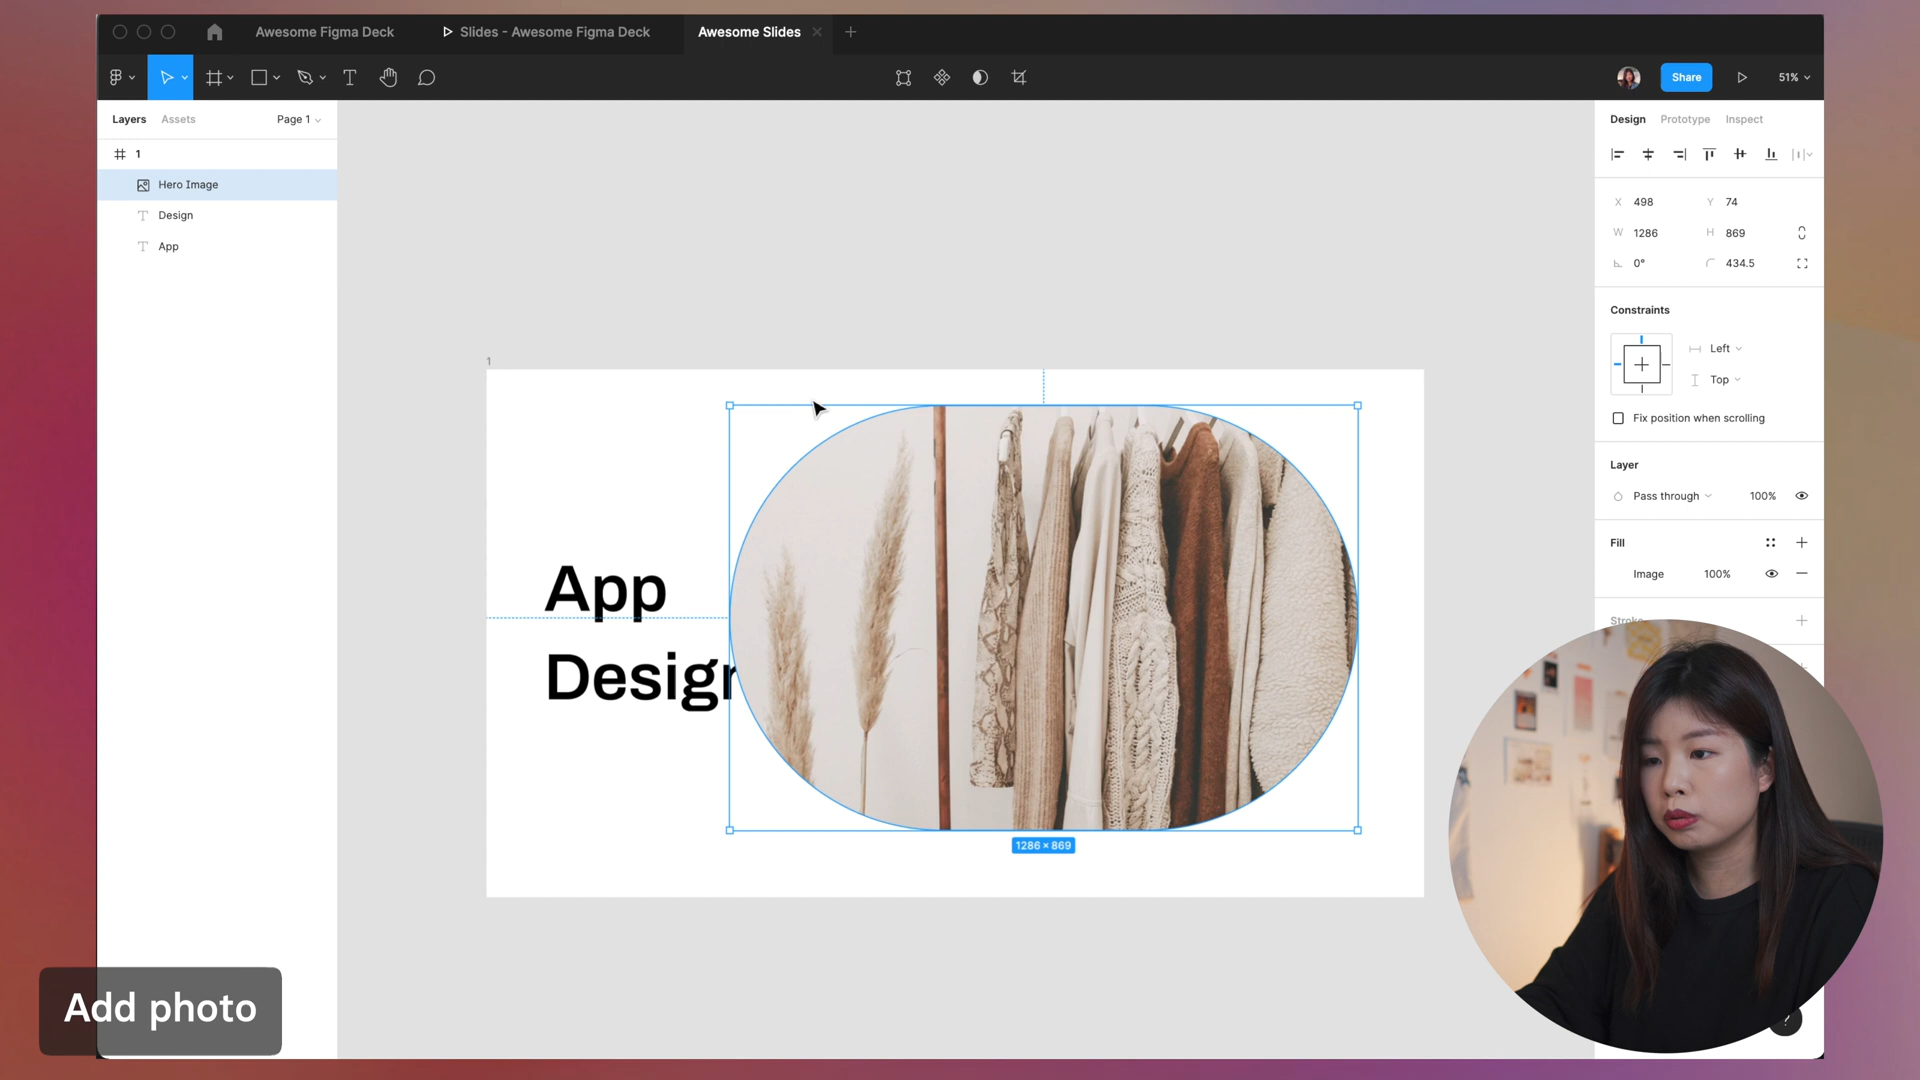 Awesome Figma Deck
Slides - Awesome Figma Deck
Awesome Slides
Share
51%
Layers
Assets
Page 1
1
Hero Image
Design
App
Design
Prototype
Inspect
X 498
Y 74
W 1286
H 869
0°
434.5
Constraints
Left
Top
Fix position when scrolling
Layer
Pass through
100%
Fill
Image
100%
Stroke
1
App
Design
1286 × 869
Add photo
?